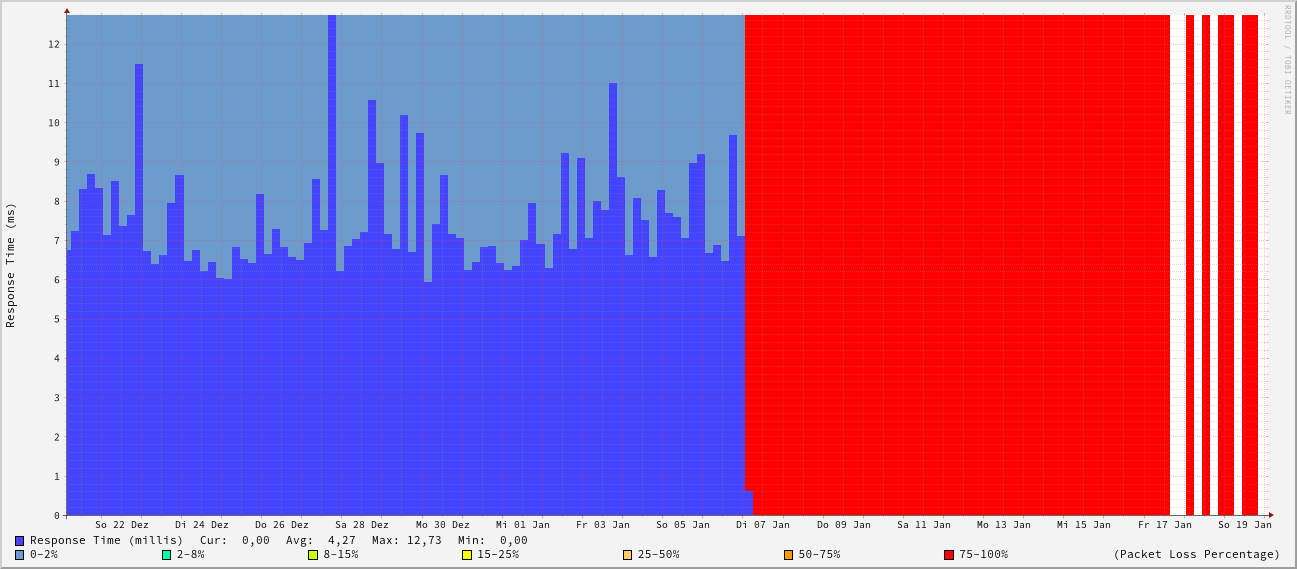 RRDTOOL / TOBI OETIKER
Response Time (ms)
12
11
10
9
8
7
6
5
4
3
2
1
0
So 22 Dez Di 24 Dez Do 26 Dez Sa 28 Dez Mo 30 Dez Mi 01 Jan Fr 03 Jan So 05 Jan Di 07 Jan Do 09 Jan Sa 11 Jan Mo 13 Jan Mi 15 Jan Fr 17 Jan So 19 Jan
Response Time (millis) Cur: 0,00 Avg: 4,27 Max: 12,73 Min: 0,00
0-2% 2-8% 8-15% 15-25% 25-50% 50-75% 75-100% (Packet Loss Percentage)